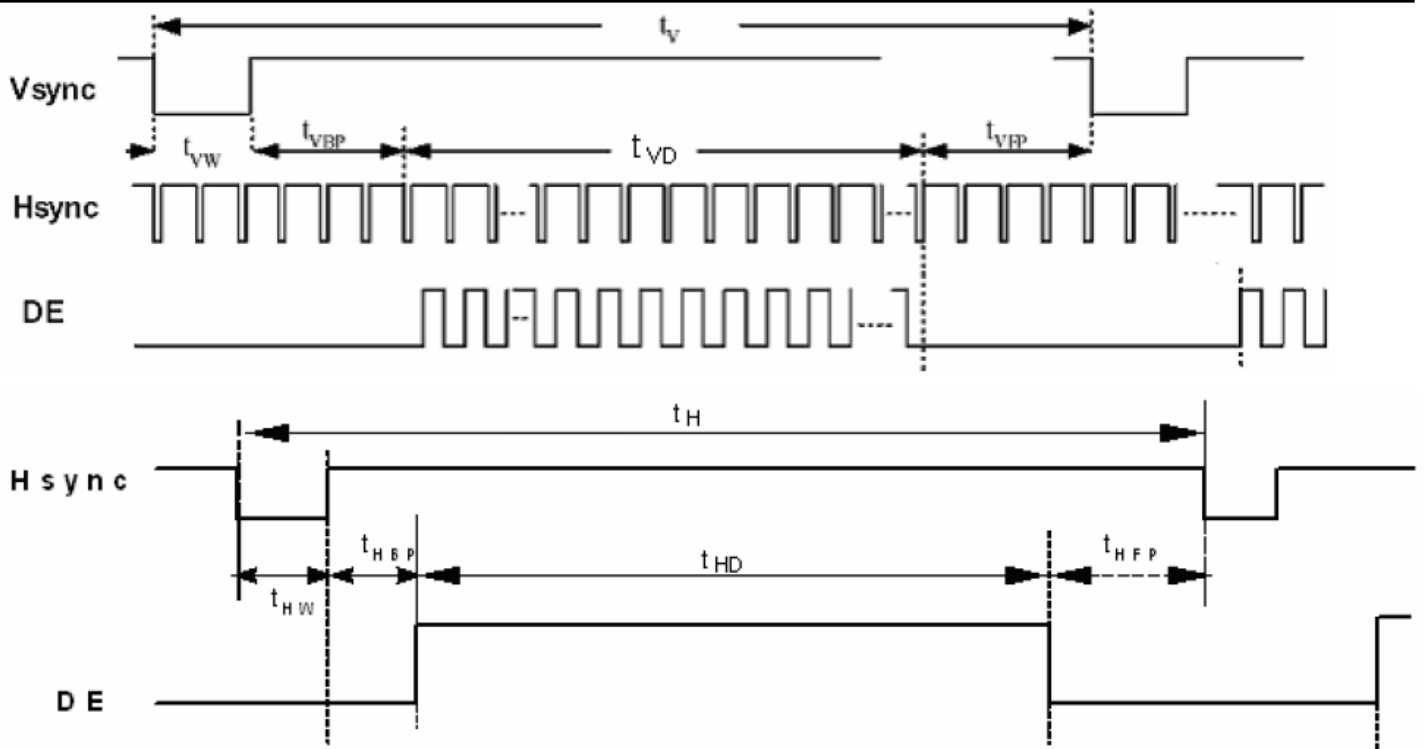 tV
Vsync
tVW
tVBP
tVD
tVFP
Hsync
DE
tH
Hsync
tHBP
tHD
tHFP
tHW
DE